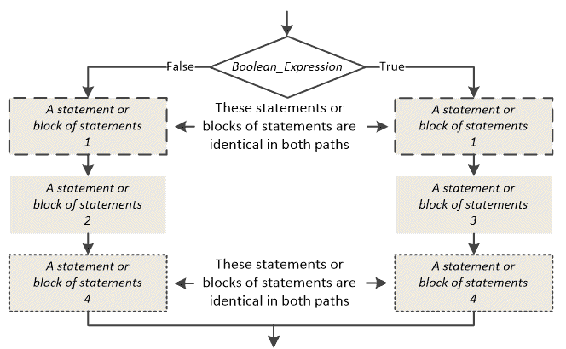 Boolean_Expression
False
True
A statement or
block of statements
1
These statements or
blocks of statements are
identical in both paths
A statement or
block of statements
1
A statement or
block of statements
2
A statement or
block of statements
3
A statement or
block of statements
4
These statements or
blocks of statements are
identical in both paths
A statement or
block of statements
4